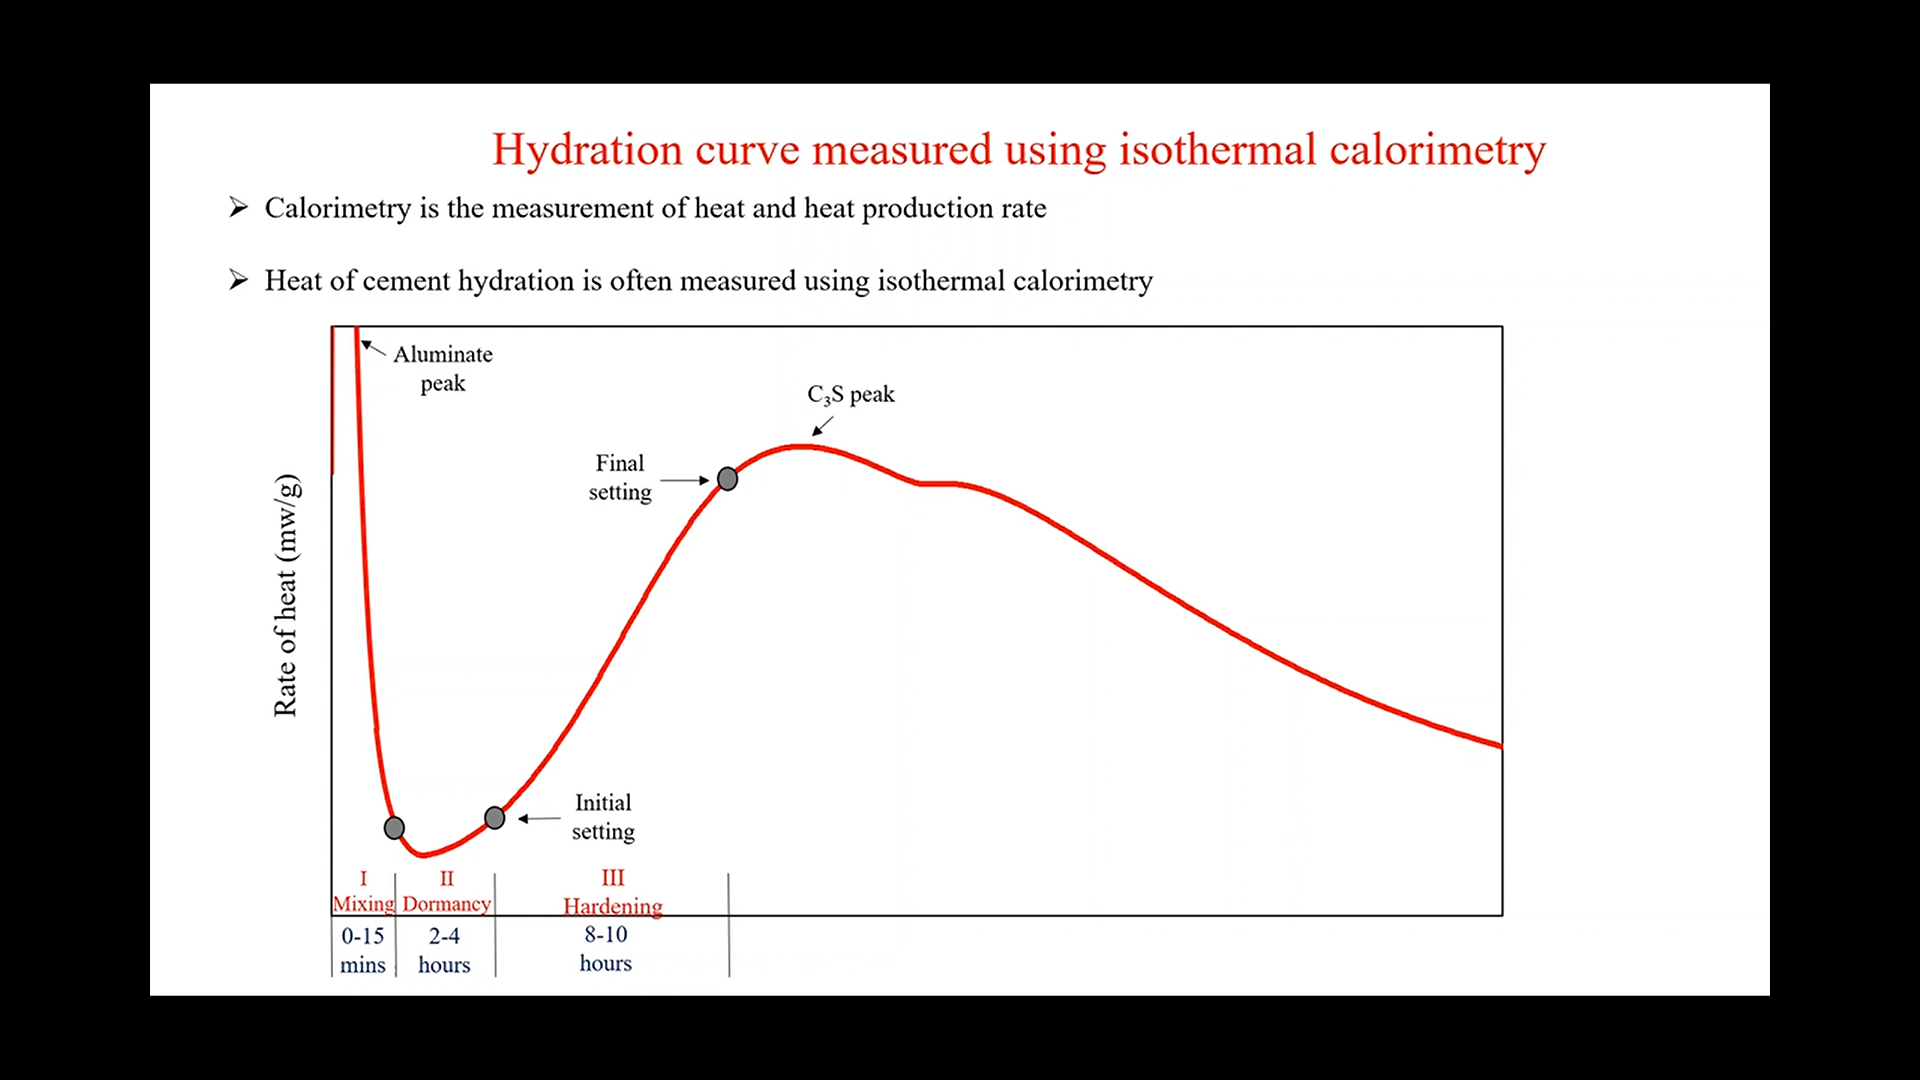 Hydration curve measured using isothermal calorimetry
➢ Calorimetry is the measurement of heat and heat production rate
➢ Heat of cement hydration is often measured using isothermal calorimetry
Aluminate
peak
C₃S peak
Final
setting
Rate of heat (mw/g)
Initial
setting
I
Mixing
II
Dormancy
III
Hardening
0-15
mins
2-4
hours
8-10
hours